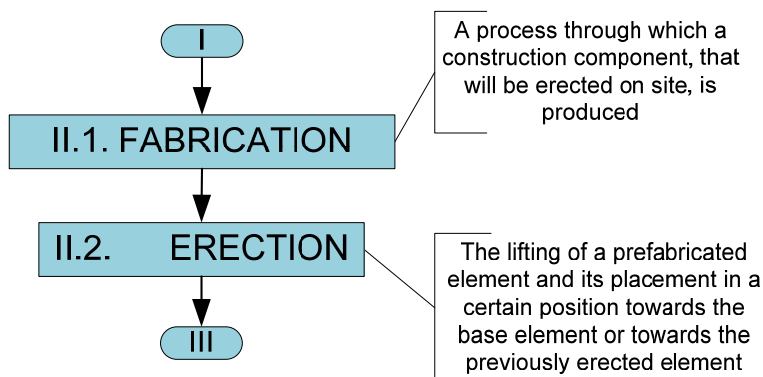 I
A process through which a
construction component, that
will be erected on site, is
produced
II.1. FABRICATION
II.2. ERECTION
The lifting of a prefabricated
element and its placement in a
certain position towards the
base element or towards the
previously erected element
III